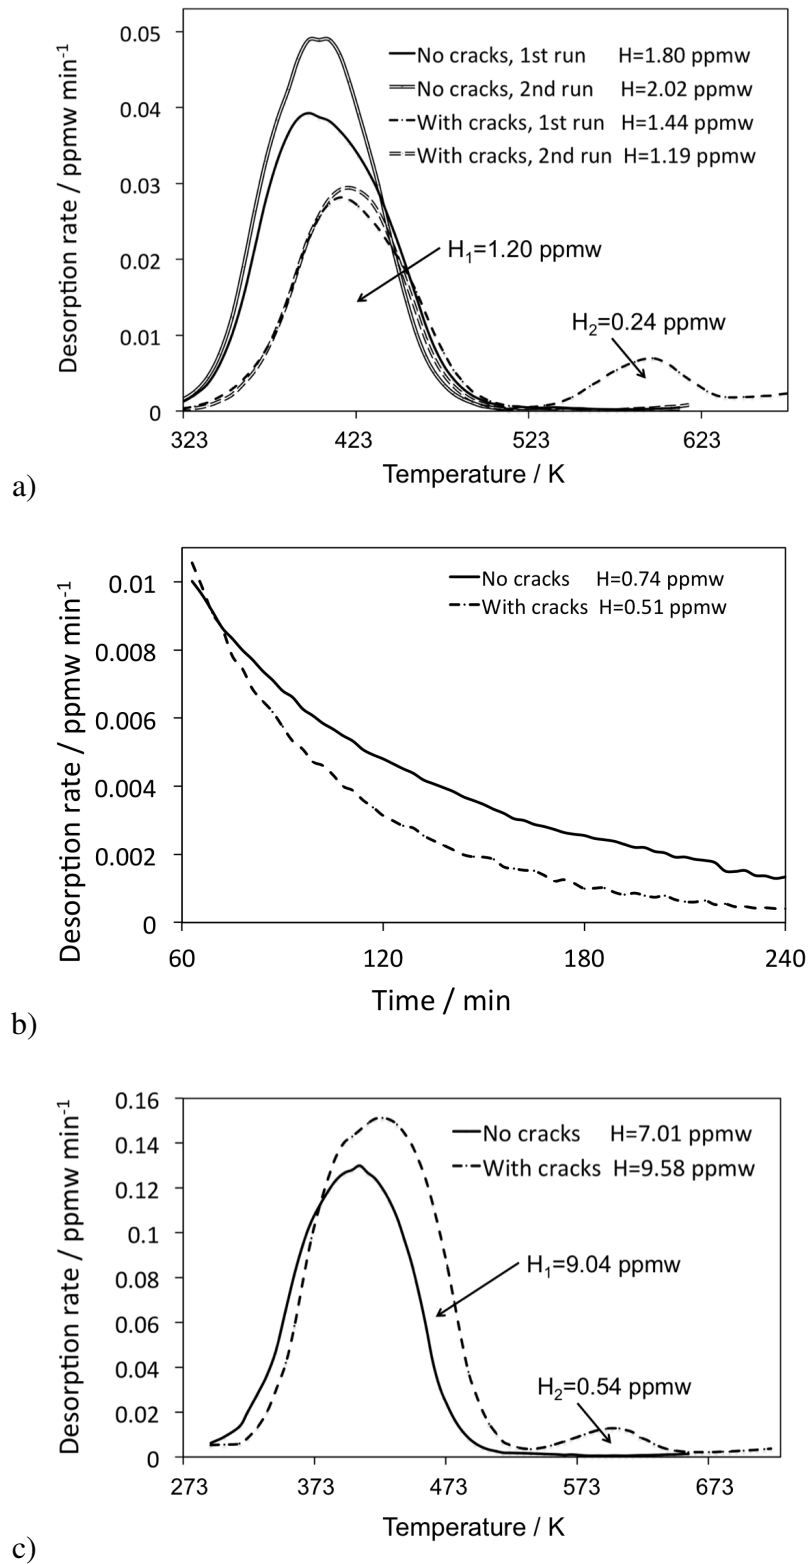 Desorption rate / ppmw min⁻¹
0.05
0.04
0.03
0.02
0.01
0
No cracks, 1st run H=1.80 ppmw
No cracks, 2nd run H=2.02 ppmw
With cracks, 1st run H=1.44 ppmw
With cracks, 2nd run H=1.19 ppmw
H₁=1.20 ppmw
H₂=0.24 ppmw
323 423 523 623
Temperature / K
a)
Desorption rate / ppmw min⁻¹
0.01
0.008
0.006
0.004
0.002
0
No cracks H=0.74 ppmw
With cracks H=0.51 ppmw
60 120 180 240
Time / min
b)
Desorption rate / ppmw min⁻¹
0.16
0.14
0.12
0.1
0.08
0.06
0.04
0.02
0
No cracks H=7.01 ppmw
With cracks H=9.58 ppmw
H₁=9.04 ppmw
H₂=0.54 ppmw
273 373 473 573 673
Temperature / K
c)